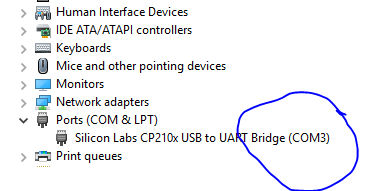 Human Interface Devices
IDE ATA/ATAPI controllers
Keyboards
Mice and other pointing devices
Monitors
Network adapters
Ports (COM & LPT)
Silicon Labs CP210x USB to UART Bridge (COM3)
Print queues